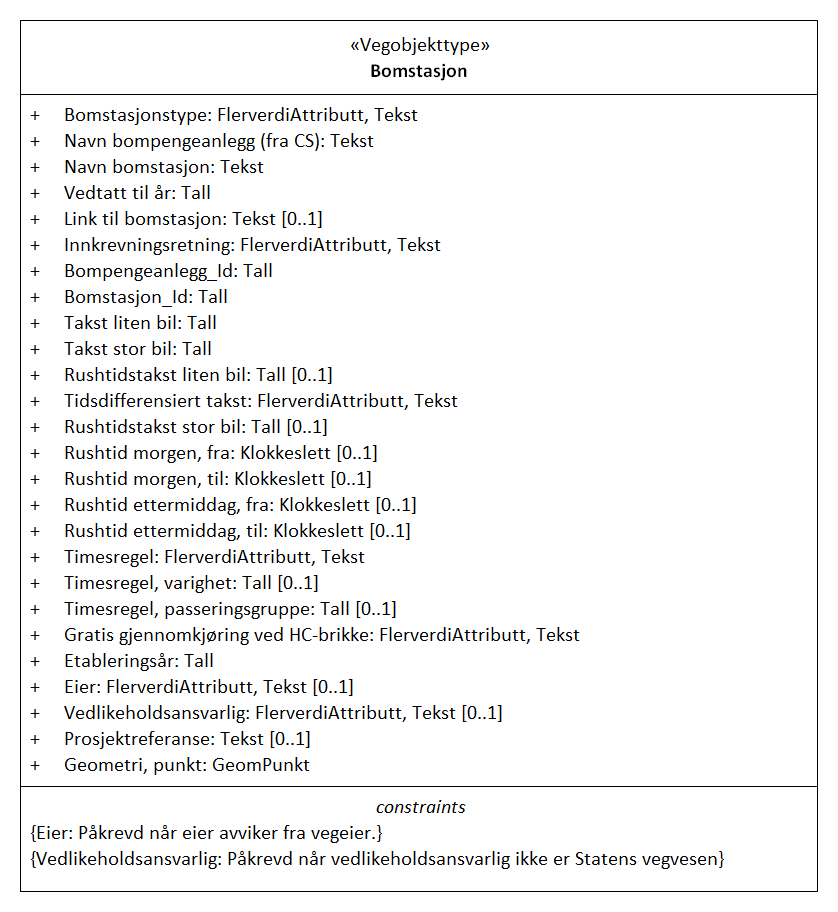 «Vegobjekttype»
Bomstasjon
+ Bomstasjonstype: FlerverdiAttributt, Tekst
+ Navn bompengeanlegg (fra CS): Tekst
+ Navn bomstasjon: Tekst
+ Vedtatt til år: Tall
+ Link til bomstasjon: Tekst [0..1]
+ Innkrevningsretning: FlerverdiAttributt, Tekst
+ Bompengeanlegg_Id: Tall
+ Bomstasjon_Id: Tall
+ Takst liten bil: Tall
+ Takst stor bil: Tall
+ Rushtidstakst liten bil: Tall [0..1]
+ Tidsdifferensiert takst: FlerverdiAttributt, Tekst
+ Rushtidstakst stor bil: Tall [0..1]
+ Rushtid morgen, fra: Klokkeslett [0..1]
+ Rushtid morgen, til: Klokkeslett [0..1]
+ Rushtid ettermiddag, fra: Klokkeslett [0..1]
+ Rushtid ettermiddag, til: Klokkeslett [0..1]
+ Timesregel: FlerverdiAttributt, Tekst
+ Timesregel, varighet: Tall [0..1]
+ Timesregel, passeringsgruppe: Tall [0..1]
+ Gratis gjennomkjøring ved HC-brikke: FlerverdiAttributt, Tekst
+ Etableringsår: Tall
+ Eier: FlerverdiAttributt, Tekst [0..1]
+ Vedlikeholdsansvarlig: FlerverdiAttributt, Tekst [0..1]
+ Prosjektreferanse: Tekst [0..1]
+ Geometri, punkt: GeomPunkt
constraints
{Eier: Påkrevd når eier avviker fra vegeier.}
{Vedlikeholdsansvarlig: Påkrevd når vedlikeholdsansvarlig ikke er Statens vegvesen}